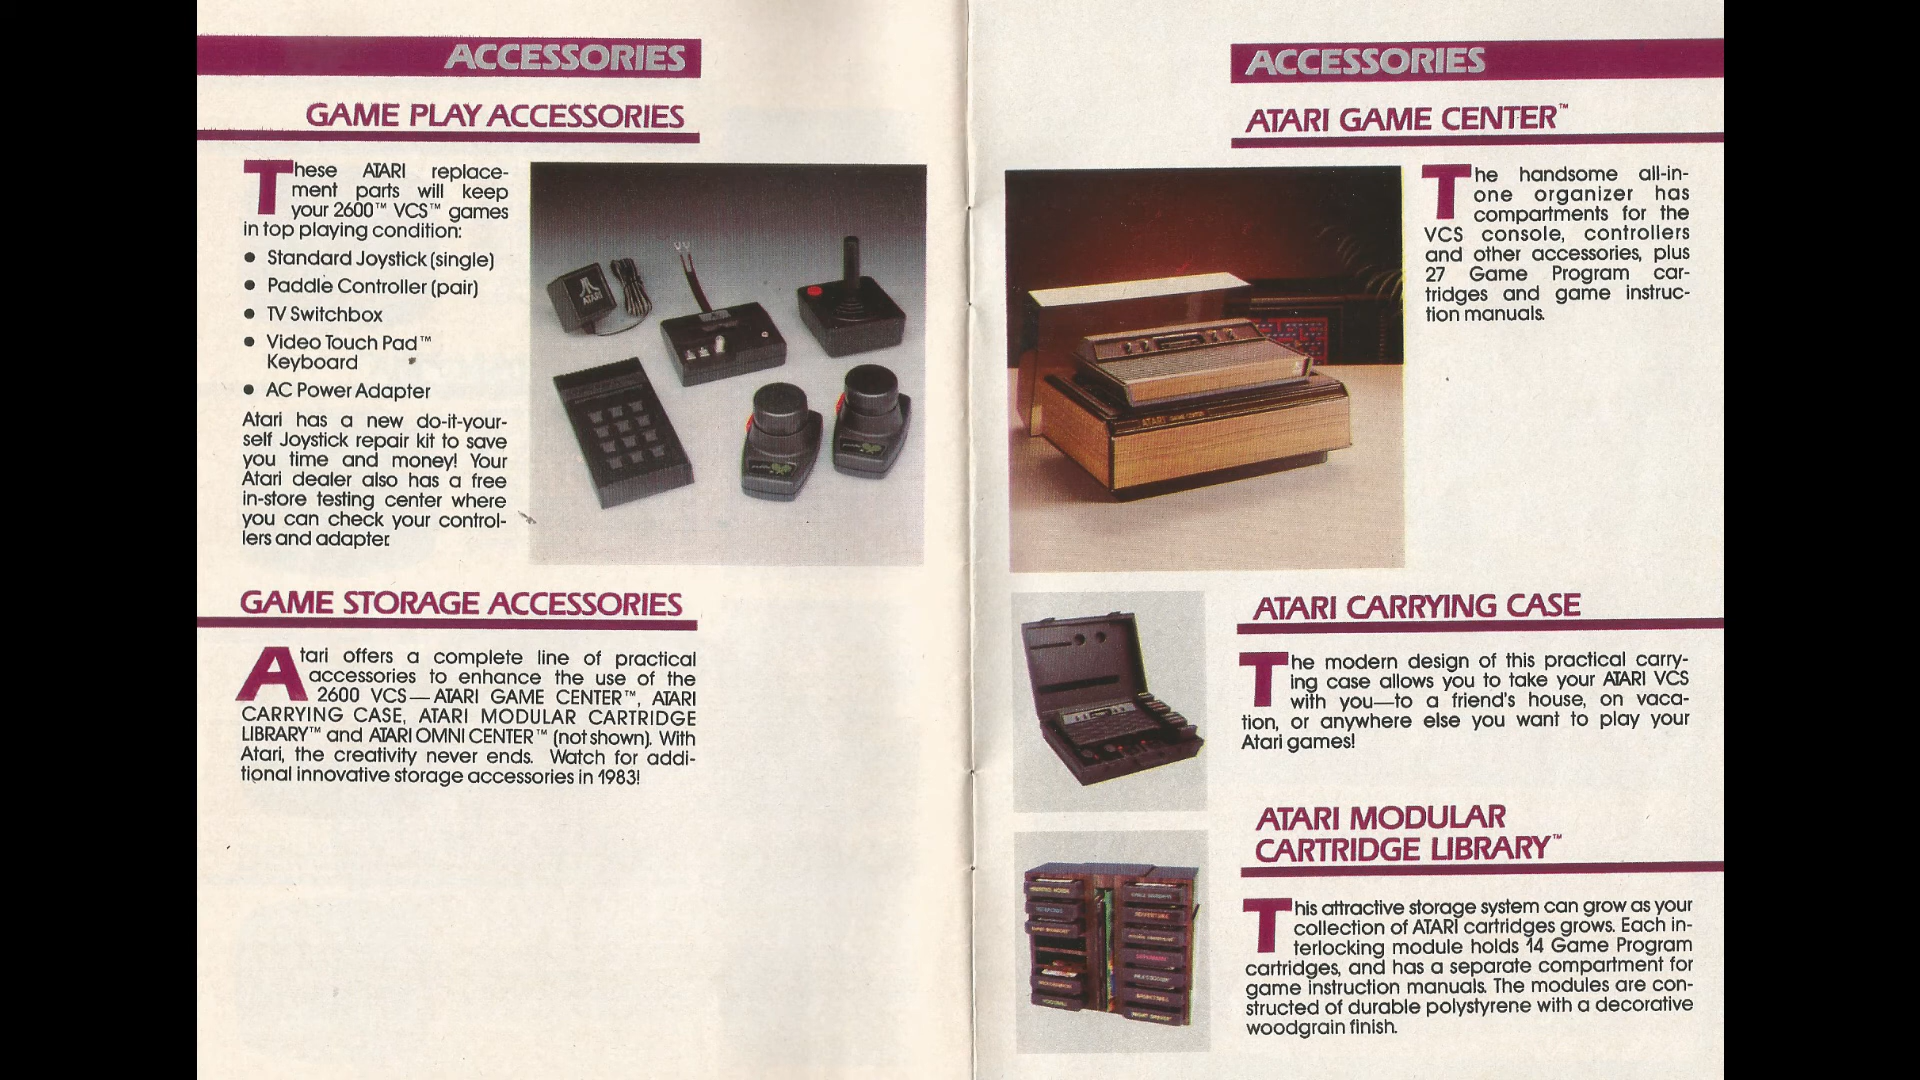 ACCESSORIES
GAME PLAY ACCESSORIES
These ATARI replace-
ment parts will keep
your 2600™ VCS™ games
in top playing condition:
● Standard Joystick (single)
● Paddle Controller (pair)
● TV Switchbox
● Video Touch Pad™
Keyboard
● AC Power Adapter
Atari has a new do-it-your-
self Joystick repair kit to save
you time and money! Your
Atari dealer also has a free
in-store testing center where
you can check your control-
lers and adapter.
ATARI
GAME STORAGE ACCESSORIES
Atari offers a complete line of practical
accessories to enhance the use of the
2600 VCS—ATARI GAME CENTER™, ATARI
CARRYING CASE, ATARI MODULAR CARTRIDGE
LIBRARY™ and ATARI OMNI CENTER™ (not shown). With
Atari, the creativity never ends. Watch for addi-
tional innovative storage accessories in 1983!
ACCESSORIES
ATARI GAME CENTER™
The handsome all-in-
one organizer has
compartments for the
VCS console, controllers
and other accessories, plus
27 Game Program car-
tridges and game instruc-
tion manuals.
ATARI GAME CENTER
ATARI CARRYING CASE
The modern design of this practical carry-
ing case allows you to take your ATARI VCS
with you—to a friend's house, on vaca-
tion, or anywhere else you want to play your
Atari games!
ATARI MODULAR
CARTRIDGE LIBRARY™
This attractive storage system can grow as your
collection of ATARI cartridges grows. Each in-
terlocking module holds 14 Game Program
cartridges, and has a separate compartment for
game instruction manuals. The modules are con-
structed of durable polystyrene with a decorative
woodgrain finish.